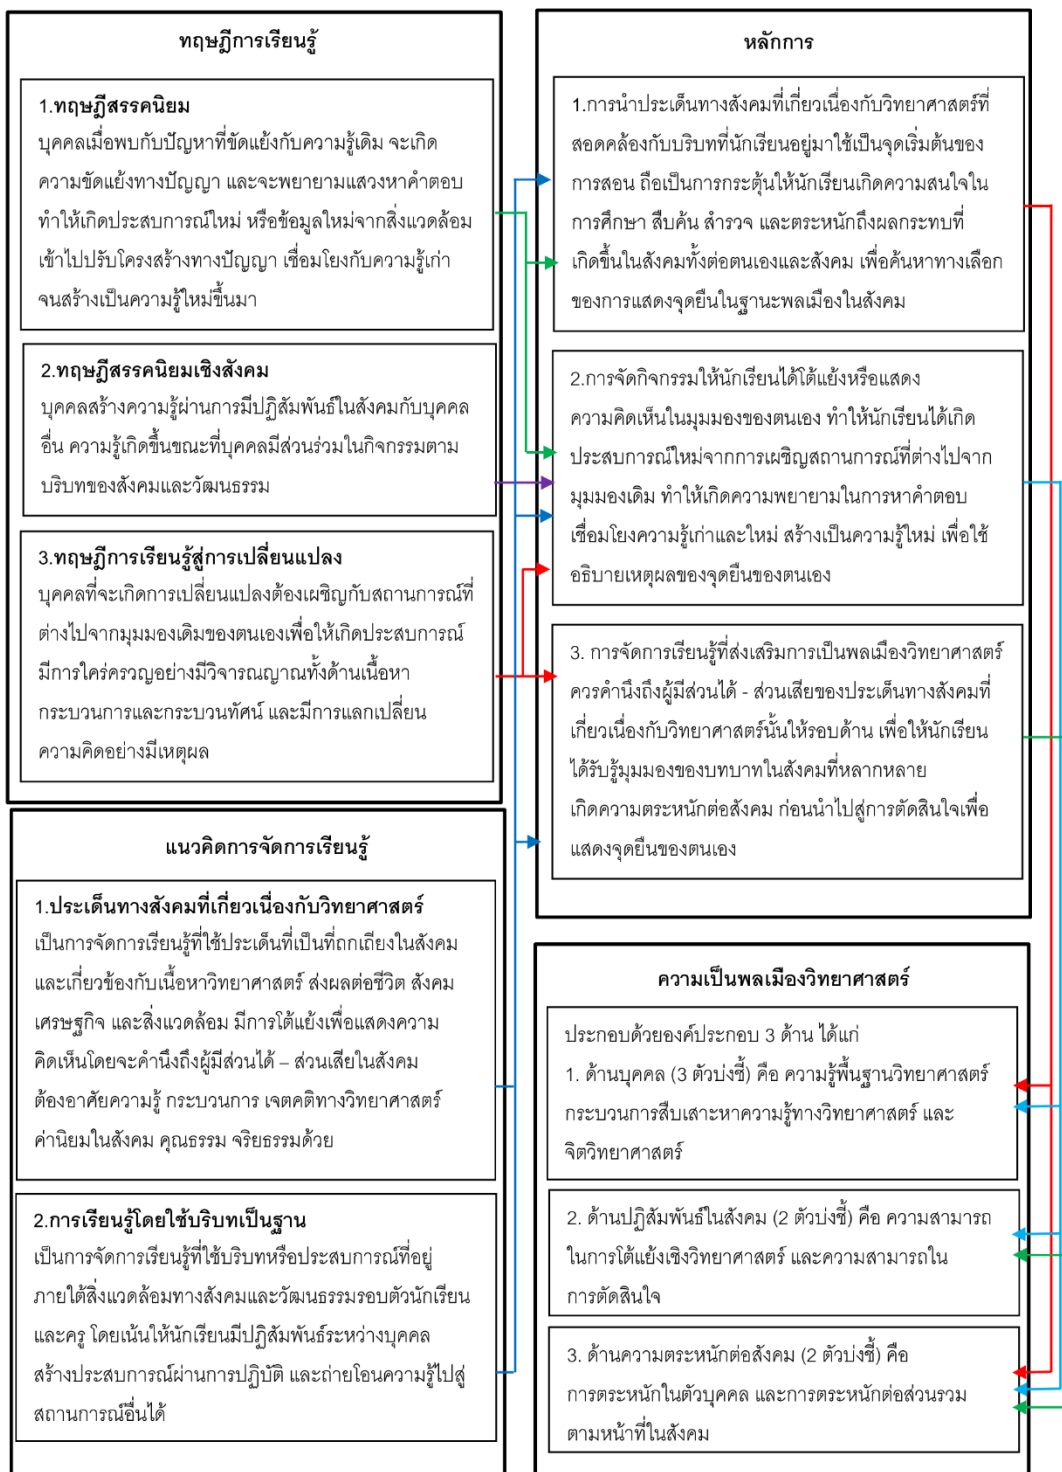 ทฤษฎีการเรียนรู้
1.ทฤษฎีสรรคนิยม
บุคคลเมื่อพบกับปัญหาที่ขัดแย้งกับความรู้เดิม จะเกิด
ความขัดแย้งทางปัญญา และจะพยายามแสวงหาคำตอบ
ทำให้เกิดประสบการณ์ใหม่ หรือข้อมูลใหม่จากสิ่งแวดล้อม
เข้าไปปรับโครงสร้างทางปัญญา เชื่อมโยงกับความรู้เก่า
จนสร้างเป็นความรู้ใหม่ขึ้นมา
2.ทฤษฎีสรรคนิยมเชิงสังคม
บุคคลสร้างความรู้ผ่านการมีปฏิสัมพันธ์ในสังคมกับบุคคล
อื่น ความรู้เกิดขึ้นขณะที่บุคคลมีส่วนร่วมในกิจกรรมตาม
บริบทของสังคมและวัฒนธรรม
3.ทฤษฎีการเรียนรู้สู่การเปลี่ยนแปลง
บุคคลที่จะเกิดการเปลี่ยนแปลงต้องเผชิญกับสถานการณ์ที่
ต่างไปจากมุมมองเดิมของตนเองเพื่อให้เกิดประสบการณ์
มีการใคร่ครวญอย่างมีวิจารณญาณทั้งด้านเนื้อหา
กระบวนการและกระบวนทัศน์ และมีการแลกเปลี่ยน
ความคิดอย่างมีเหตุผล
แนวคิดการจัดการเรียนรู้
1.ประเด็นทางสังคมที่เกี่ยวเนื่องกับวิทยาศาสตร์
เป็นการจัดการเรียนรู้ที่ใช้ประเด็นที่เป็นที่ถกเถียงในสังคม
และเกี่ยวข้องกับเนื้อหาวิทยาศาสตร์ ส่งผลต่อชีวิต สังคม
เศรษฐกิจ และสิ่งแวดล้อม มีการโต้แย้งเพื่อแสดงความ
คิดเห็นโดยจะคำนึงถึงผู้มีส่วนได้ – ส่วนเสียในสังคม
ต้องอาศัยความรู้ กระบวนการ เจตคติทางวิทยาศาสตร์
ค่านิยมในสังคม คุณธรรม จริยธรรมด้วย
2.การเรียนรู้โดยใช้บริบทเป็นฐาน
เป็นการจัดการเรียนรู้ที่ใช้บริบทหรือประสบการณ์ที่อยู่
ภายใต้สิ่งแวดล้อมทางสังคมและวัฒนธรรมรอบตัวนักเรียน
และครู โดยเน้นให้นักเรียนมีปฏิสัมพันธ์ระหว่างบุคคล
สร้างประสบการณ์ผ่านการปฏิบัติ และถ่ายโอนความรู้ไปสู่
สถานการณ์อื่นได้
หลักการ
1.การนำประเด็นทางสังคมที่เกี่ยวเนื่องกับวิทยาศาสตร์ที่
สอดคล้องกับบริบทที่นักเรียนอยู่มาใช้เป็นจุดเริ่มต้นของ
การสอน ถือเป็นการกระตุ้นให้นักเรียนเกิดความสนใจใน
การศึกษา สืบค้น สำรวจ และตระหนักถึงผลกระทบที่
เกิดขึ้นในสังคมทั้งต่อตนเองและสังคม เพื่อค้นหาทางเลือก
ของการแสดงจุดยืนในฐานะพลเมืองในสังคม
2.การจัดกิจกรรมให้นักเรียนได้โต้แย้งหรือแสดง
ความคิดเห็นในมุมมองของตนเอง ทำให้นักเรียนได้เกิด
ประสบการณ์ใหม่จากการเผชิญสถานการณ์ที่ต่างไปจาก
มุมมองเดิม ทำให้เกิดความพยายามในการหาคำตอบ
เชื่อมโยงความรู้เก่าและใหม่ สร้างเป็นความรู้ใหม่ เพื่อใช้
อธิบายเหตุผลของจุดยืนของตนเอง
3. การจัดการเรียนรู้ที่ส่งเสริมการเป็นพลเมืองวิทยาศาสตร์
ควรคำนึงถึงผู้มีส่วนได้ - ส่วนเสียของประเด็นทางสังคมที่
เกี่ยวเนื่องกับวิทยาศาสตร์นั้นให้รอบด้าน เพื่อให้นักเรียน
ได้รับรู้มุมมองของบทบาทในสังคมที่หลากหลาย
เกิดความตระหนักต่อสังคม ก่อนนำไปสู่การตัดสินใจเพื่อ
แสดงจุดยืนของตนเอง
ความเป็นพลเมืองวิทยาศาสตร์
ประกอบด้วยองค์ประกอบ 3 ด้าน ได้แก่
1. ด้านบุคคล (3 ตัวบ่งชี้) คือ ความรู้พื้นฐานวิทยาศาสตร์
กระบวนการสืบเสาะหาความรู้ทางวิทยาศาสตร์ และ
จิตวิทยาศาสตร์
2. ด้านปฏิสัมพันธ์ในสังคม (2 ตัวบ่งชี้) คือ ความสามารถ
ในการโต้แย้งเชิงวิทยาศาสตร์ และความสามารถใน
การตัดสินใจ
3. ด้านความตระหนักต่อสังคม (2 ตัวบ่งชี้) คือ
การตระหนักในตัวบุคคล และการตระหนักต่อส่วนรวม
ตามหน้าที่ในสังคม